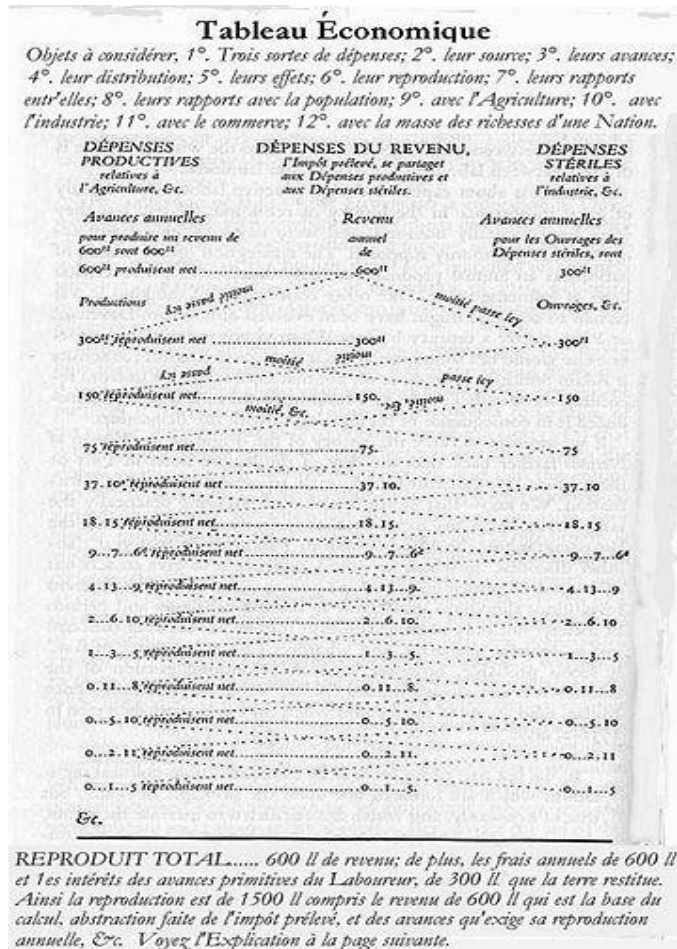 Tableau Économique
Objets à considérer, 1°. Trois sortes de dépenses; 2°. leur source; 3°. leurs avances;
4°. leur distribution; 5°. leurs effets; 6°. leur reproduction; 7°. leurs rapports
entr'elles; 8°. leurs rapports avec la population; 9°. avec l'Agriculture; 10°. avec
l'industrie; 11°. avec le commerce; 12°. avec la masse des richesses d'une Nation.
DÉPENSES PRODUCTIVES relatives à l'Agriculture, &c.
DÉPENSES DU REVENU, l'Impôt prélevé, se partaget aux Dépenses productives et aux Dépenses stériles.
DÉPENSES STÉRILES relatives à l'industrie, &c.
Avances annuelles Revenu Avances annuelles
pour produire un revenu de annuel pour les Ouvrages des
600ll sont 600ll de Dépenses stériles, sont
600ll produisent net 600ll 300ll
Productions moitié passe icy moitié passe icy Ouvrages, &c.
300ll reproduisent net 300ll 300ll
moitié passe icy moitié passe icy
150 reproduisent net 150. 150
moitié, &c. moitié, &c.
75 reproduisent net 75. 75
37.10s reproduisent net 37.10. 37.10
18.15 reproduisent net 18.15. 18.15
9...7...6d reproduisent net 9...7...6d 9...7...6d
4.13...9 reproduisent net 4.13...9. 4.13...9
2...6.10 reproduisent net 2...6.10. 2...6.10
1...3...5 reproduisent net 1...3...5. 1...3...5
0.11...8 reproduisent net 0.11...8. 0.11...8
0...5.10 reproduisent net 0...5.10. 0...5.10
0...2.11 reproduisent net 0...2.11. 0...2.11
0...1...5 reproduisent net 0...1...5. 0...1...5
&c.
REPRODUIT TOTAL..... 600 ll de revenu; de plus, les frais annuels de 600 ll
et 1es intérêts des avances primitives du Laboureur, de 300 ll que la terre restitue.
Ainsi la reproduction est de 1500 ll compris le revenu de 600 ll qui est la base du
calcul, abstraction faite de l'impôt prélevé, et des avances qu'exige sa reproduction
annuelle, &c. Voyez l'Explication à la page suivante.